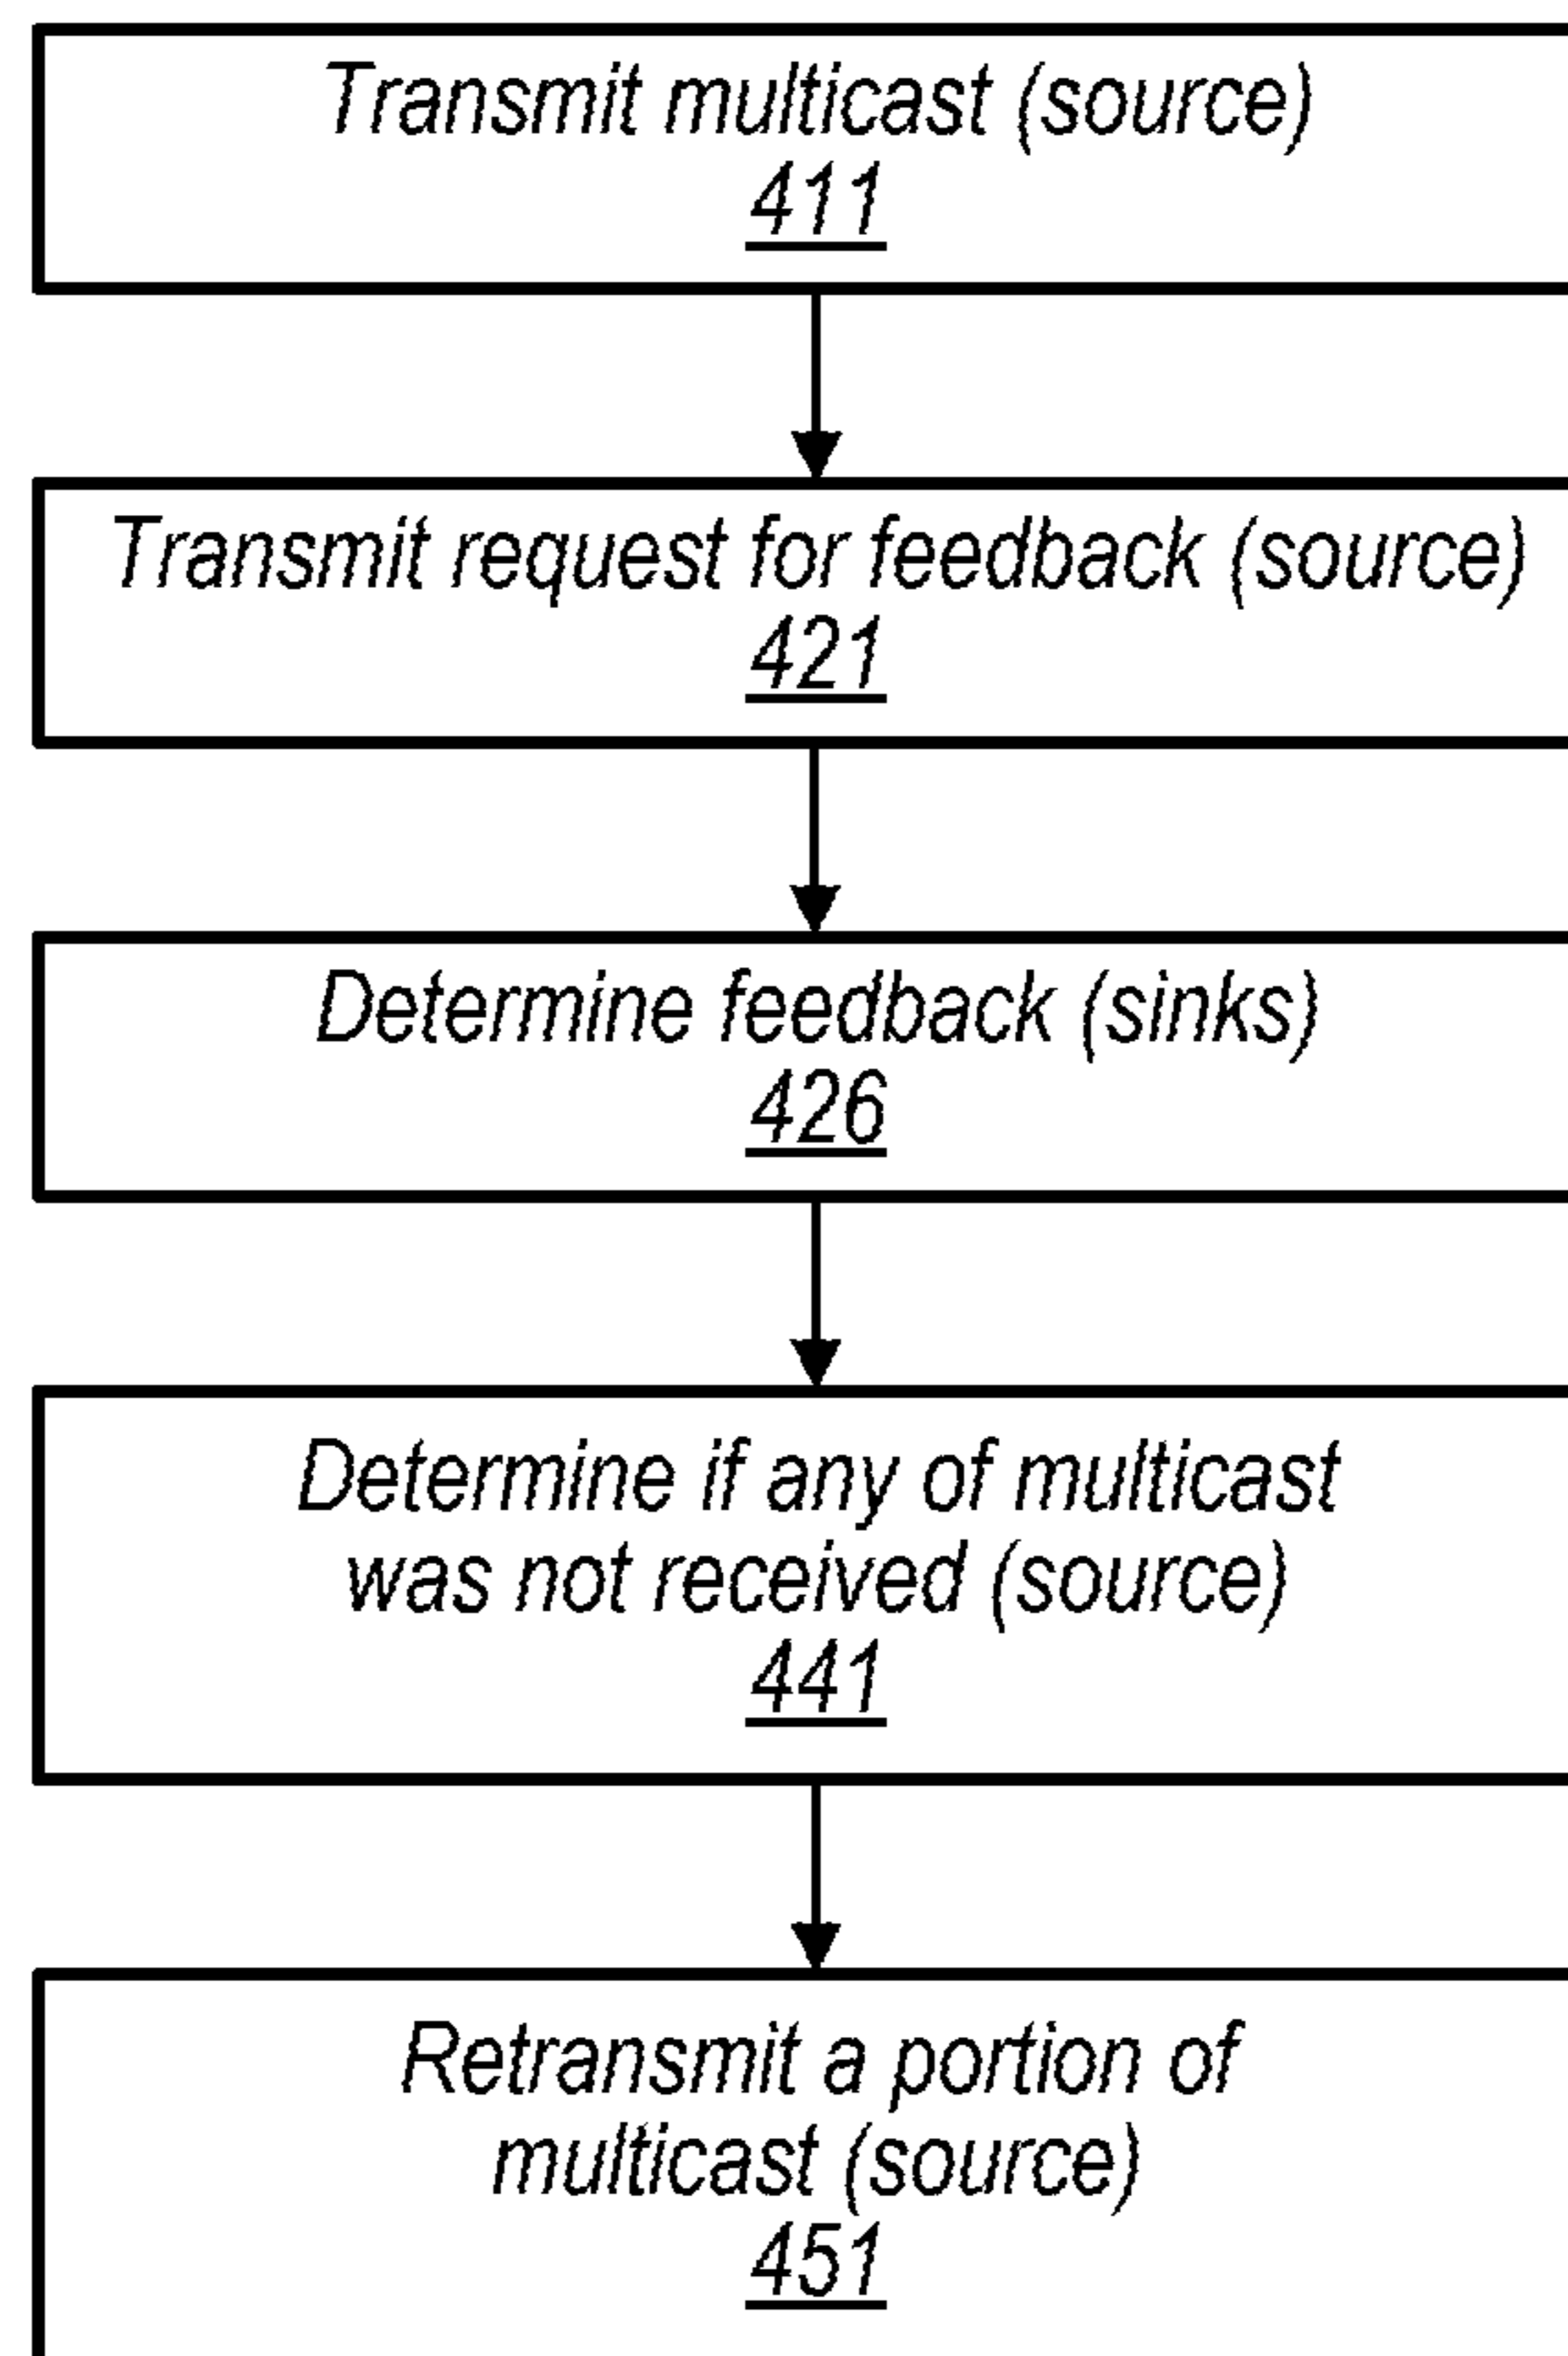 Transmit multicast (source)
411
Transmit request for feedback (source)
421
Determine feedback (sinks)
426
Determine if any of multicast
was not received (source)
441
Retransmit a portion of
multicast (source)
451